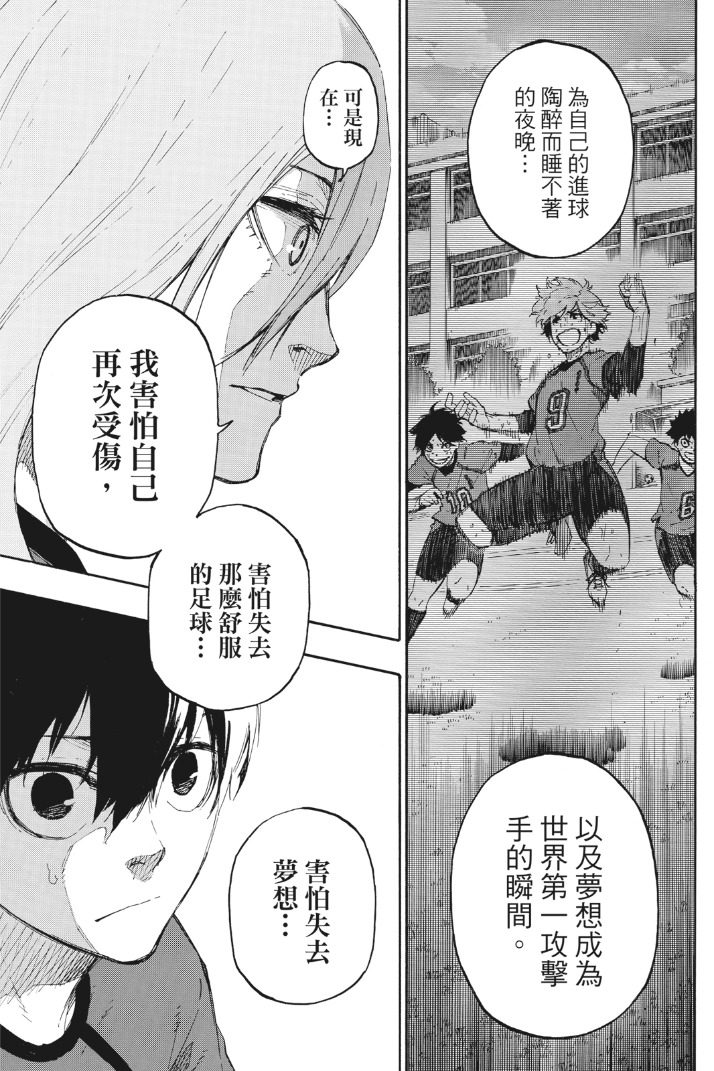 為自己的進球
陶醉而睡不著
的夜晚…
9
10
6
以及夢想成為
世界第一攻擊
手的瞬間。
可是現
在…
我害怕自己
再次受傷，
害怕失去
那麼舒服
的足球…
害怕失去
夢想…